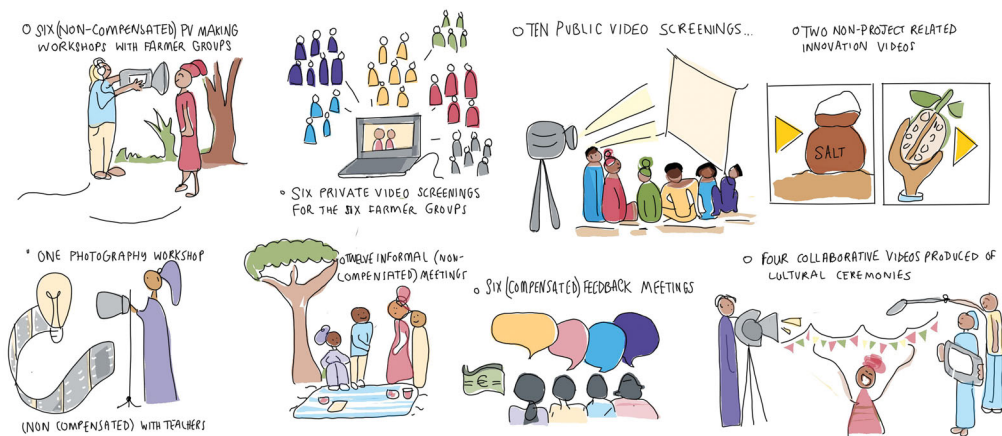 SIX (NON-COMPENSATED) PV MAKING
WORKSHOPS WITH FARMER GROUPS
SIX PRIVATE VIDEO SCREENINGS
FOR THE SIX FARMER GROUPS
TEN PUBLIC VIDEO SCREENINGS...
TWO NON-PROJECT RELATED
INNOVATION VIDEOS
SALT
ONE PHOTOGRAPHY WORKSHOP
(NON COMPENSATED) WITH TEACHERS
TWELVE INFORMAL (NON-
COMPENSATED) MEETINGS
SIX (COMPENSATED) FEEDBACK MEETINGS
€
FOUR COLLABORATIVE VIDEOS PRODUCED OF
CULTURAL CEREMONIES